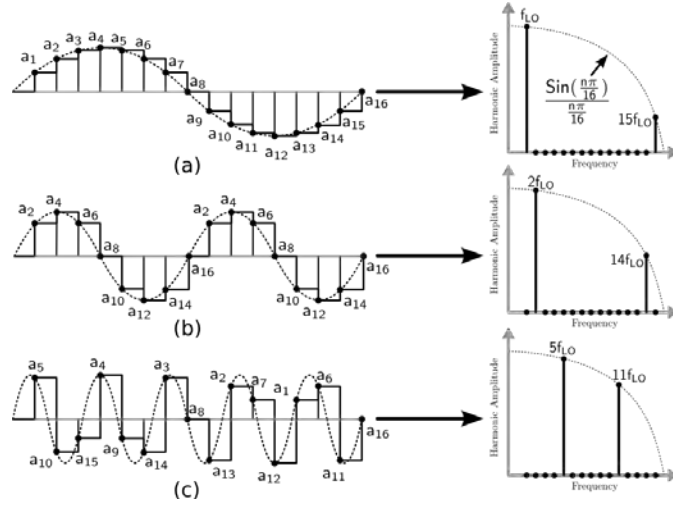 a1 a2 a3 a4 a5 a6 a7 a8 a9 a10 a11 a12 a13 a14 a15 a16
(a)
Harmonic Amplitude
fLO
Sin(nπ/16)
nπ/16
15fLO
Frequency
a2 a4 a6 a8 a10 a12 a14 a16 a2 a4 a6 a8 a10 a12 a14 a16
(b)
Harmonic Amplitude
2fLO
14fLO
Frequency
a5 a10 a15 a4 a9 a14 a3 a8 a13 a2 a7 a12 a1 a6 a11 a16
(c)
Harmonic Amplitude
5fLO
11fLO
Frequency